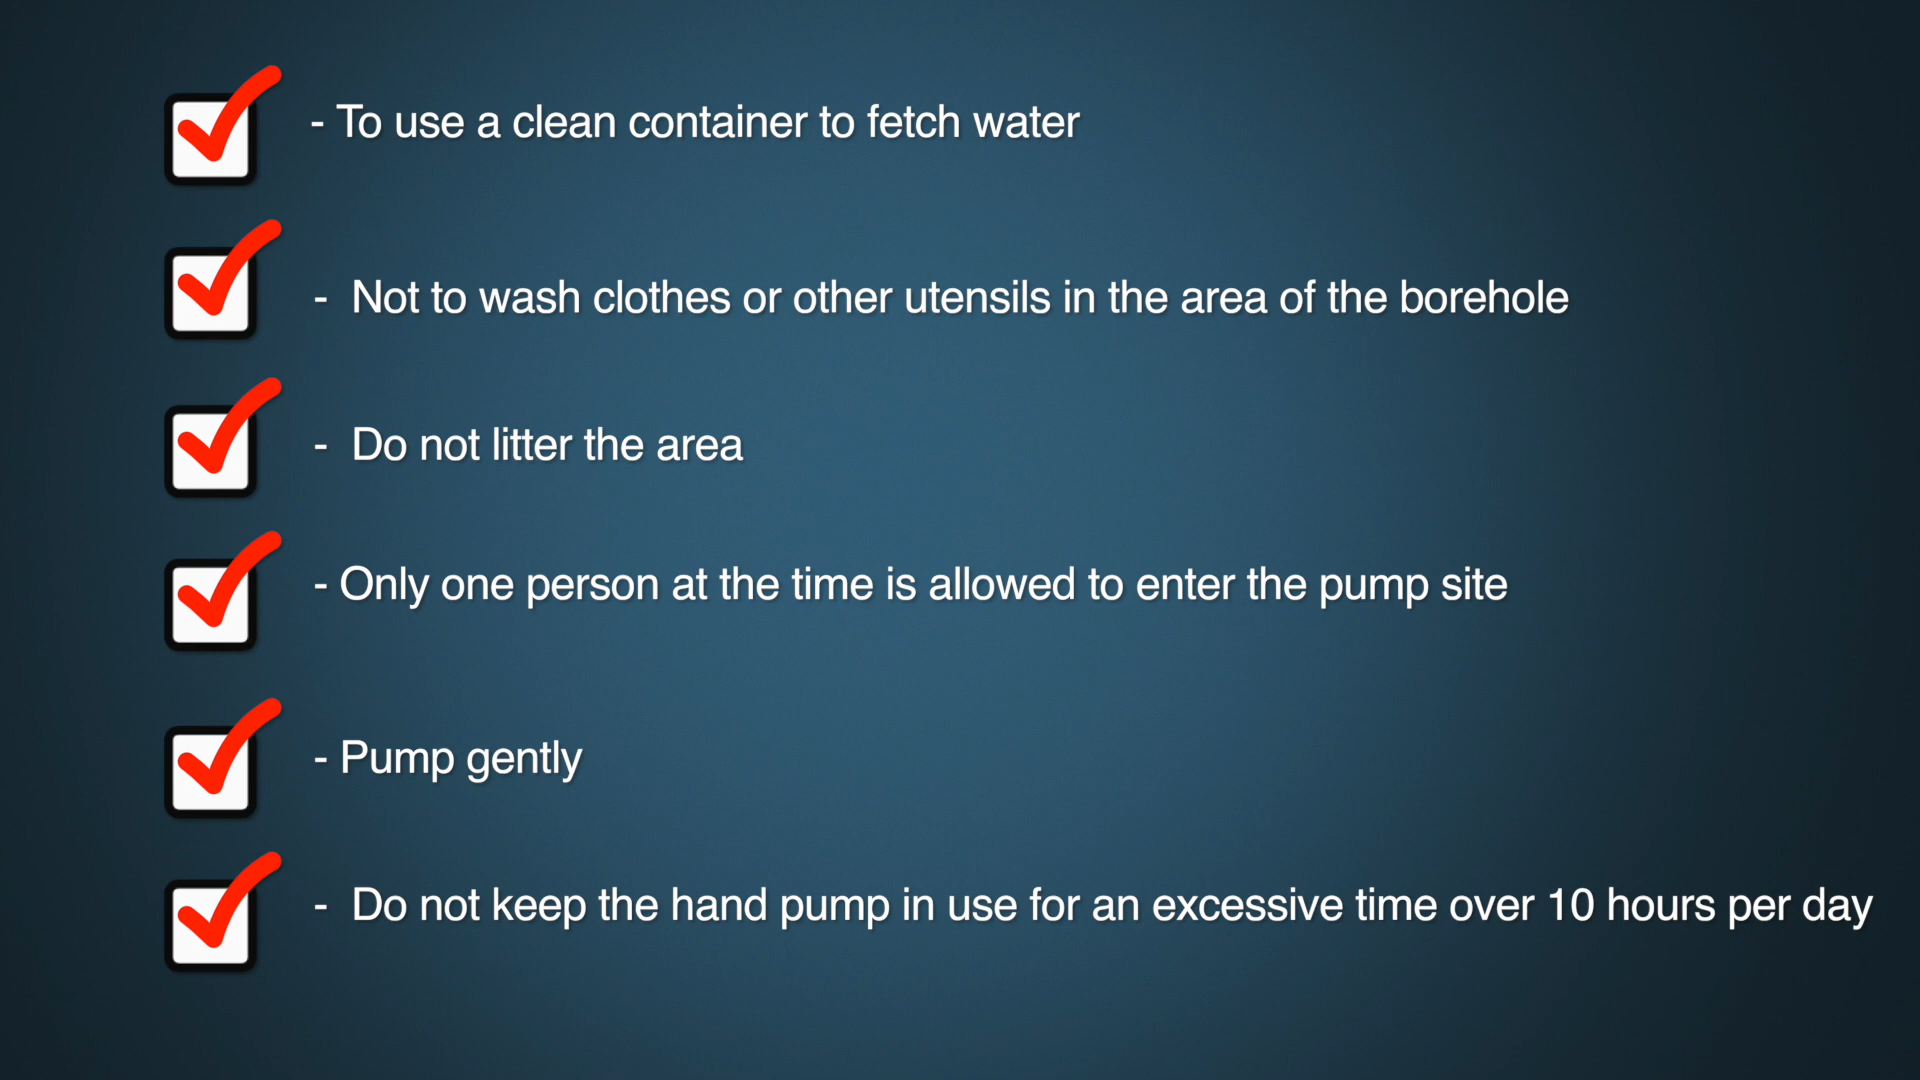 - To use a clean container to fetch water
- Not to wash clothes or other utensils in the area of the borehole
- Do not litter the area
- Only one person at the time is allowed to enter the pump site
- Pump gently
- Do not keep the hand pump in use for an excessive time over 10 hours per day